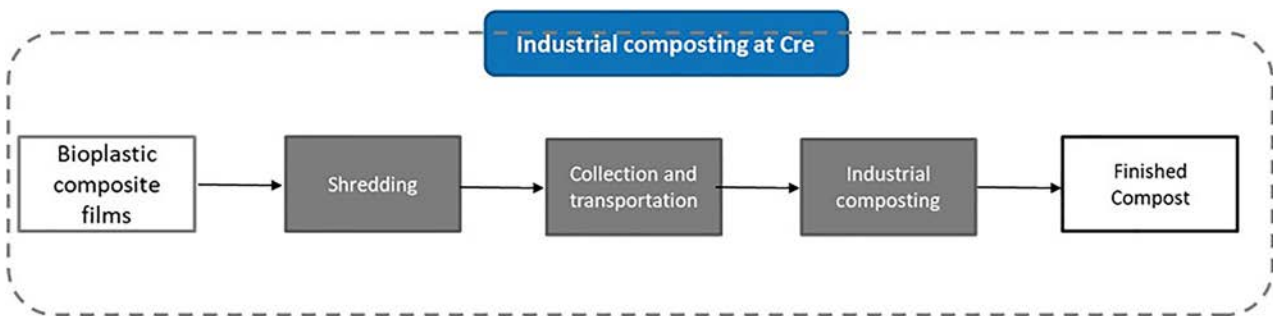 Industrial composting at Cre
Bioplastic
composite
films
Shredding
Collection and
transportation
Industrial
composting
Finished
Compost